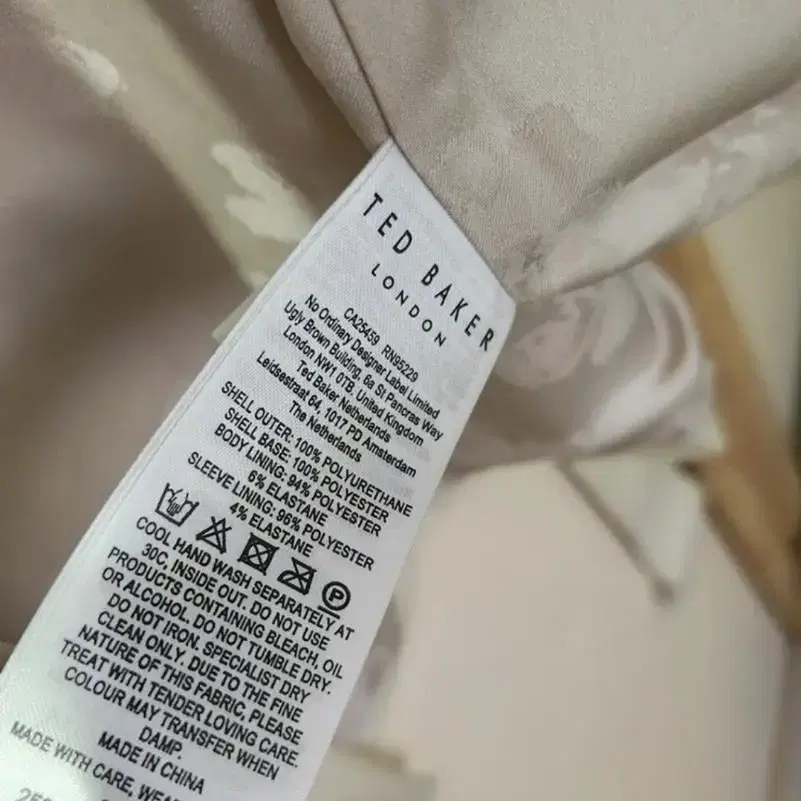 TED BAKER
LONDON
CA25459 RN95229
No Ordinary Designer Label Limited
Ugly Brown Building, 6a St Pancras Way
London NW1 0TB, United Kingdom
Ted Baker Netherlands
Leidsestraat 64, 1017 PD Amsterdam
The Netherlands
SHELL OUTER: 100% POLYURETHANE
SHELL BASE: 100% POLYESTER
BODY LINING: 94% POLYESTER
6% ELASTANE
SLEEVE LINING: 96% POLYESTER
4% ELASTANE
P
COOL HAND WASH SEPARATELY AT
30C, INSIDE OUT. DO NOT USE
PRODUCTS CONTAINING BLEACH, OIL
OR ALCOHOL. DO NOT TUMBLE DRY.
DO NOT IRON. SPECIALIST DRY
CLEAN ONLY. DUE TO THE FINE
NATURE OF THIS FABRIC, PLEASE
TREAT WITH TENDER LOVING CARE.
COLOUR MAY TRANSFER WHEN
DAMP.
MADE IN CHINA
MADE WITH CARE,